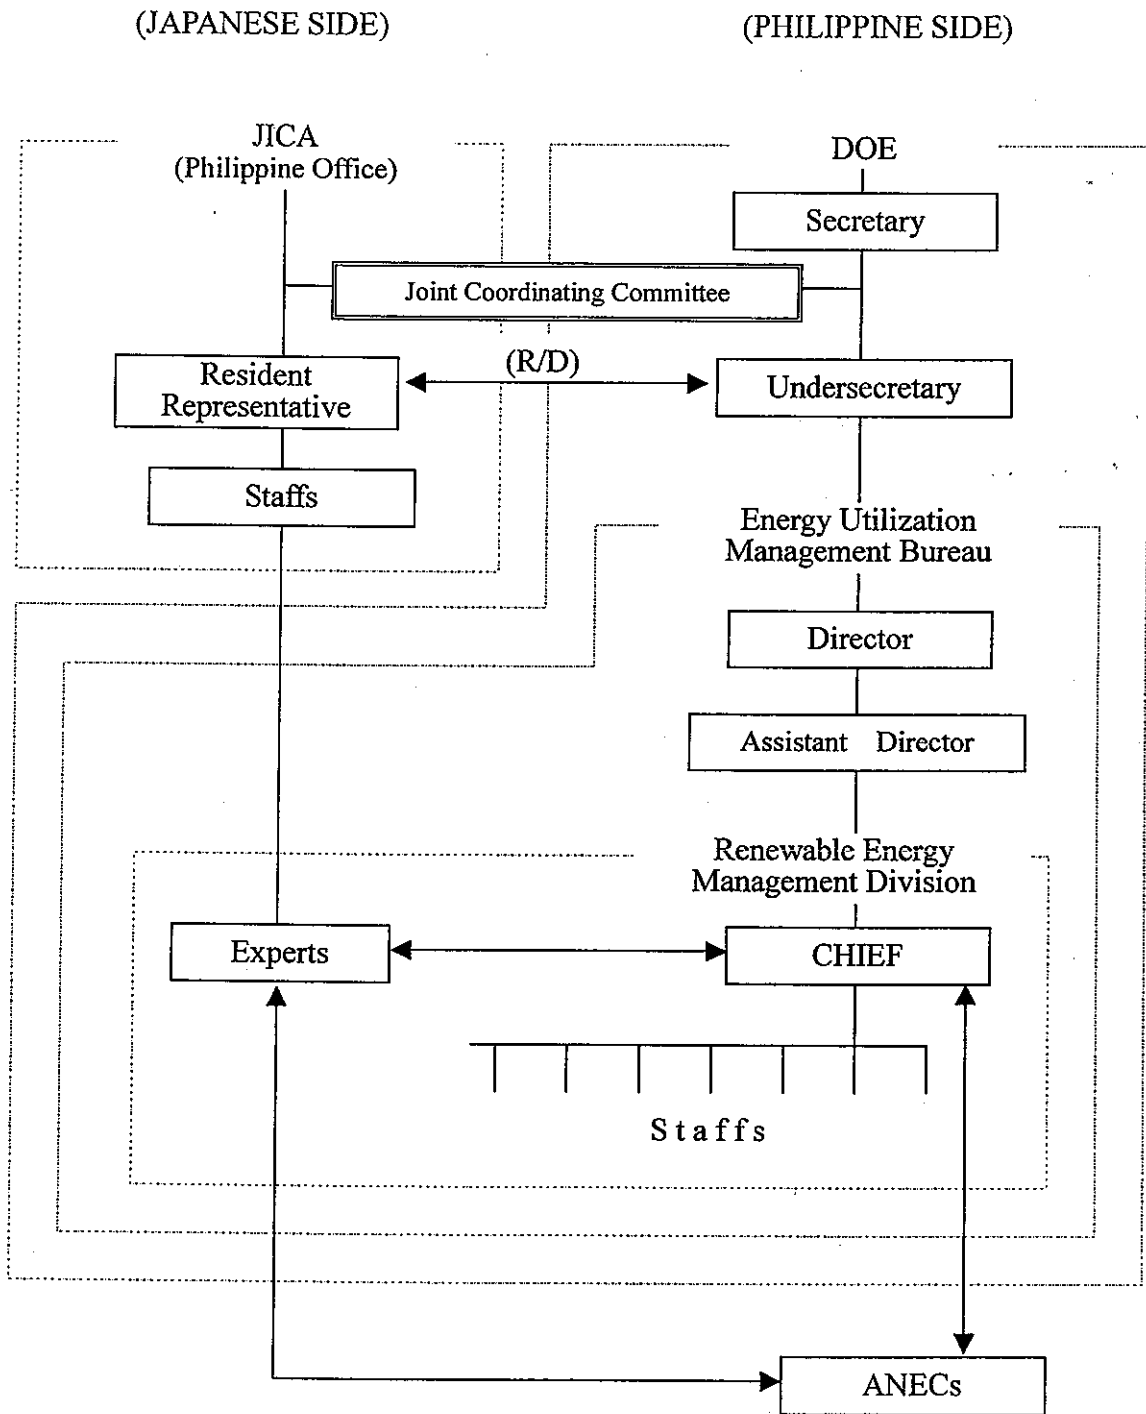 (JAPANESE SIDE)
(PHILIPPINE SIDE)
JICA
(Philippine Office)
DOE
Secretary
Joint Coordinating Committee
Resident
Representative
(R/D)
Undersecretary
Staffs
Energy Utilization
Management Bureau
Director
Assistant Director
Renewable Energy
Management Division
Experts
CHIEF
Staffs
ANECs